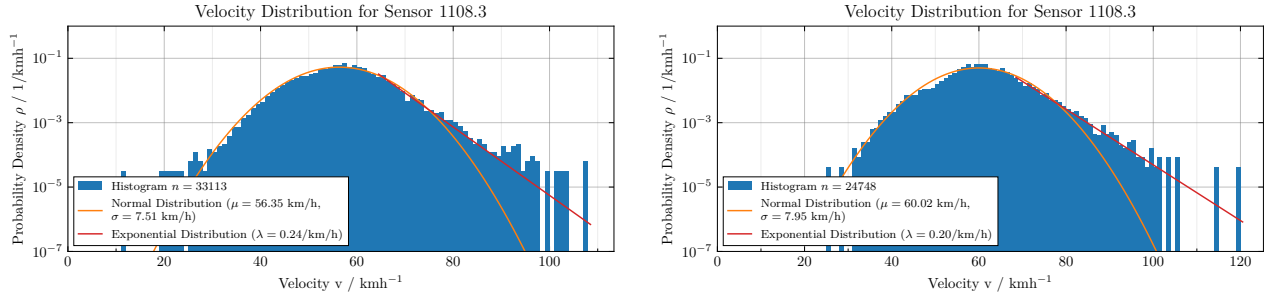 Velocity Distribution for Sensor 1108.3
Probability Density ρ / 1/kmh⁻¹
10⁻¹
10⁻³
10⁻⁵
10⁻⁷
Histogram n = 33113
Normal Distribution (μ = 56.35 km/h,
σ = 7.51 km/h)
Exponential Distribution (λ = 0.24/km/h)
0 20 40 60 80 100
Velocity v / kmh⁻¹
Velocity Distribution for Sensor 1108.3
Probability Density ρ / 1/kmh⁻¹
10⁻¹
10⁻³
10⁻⁵
10⁻⁷
Histogram n = 24748
Normal Distribution (μ = 60.02 km/h,
σ = 7.95 km/h)
Exponential Distribution (λ = 0.20/km/h)
0 20 40 60 80 100 120
Velocity v / kmh⁻¹